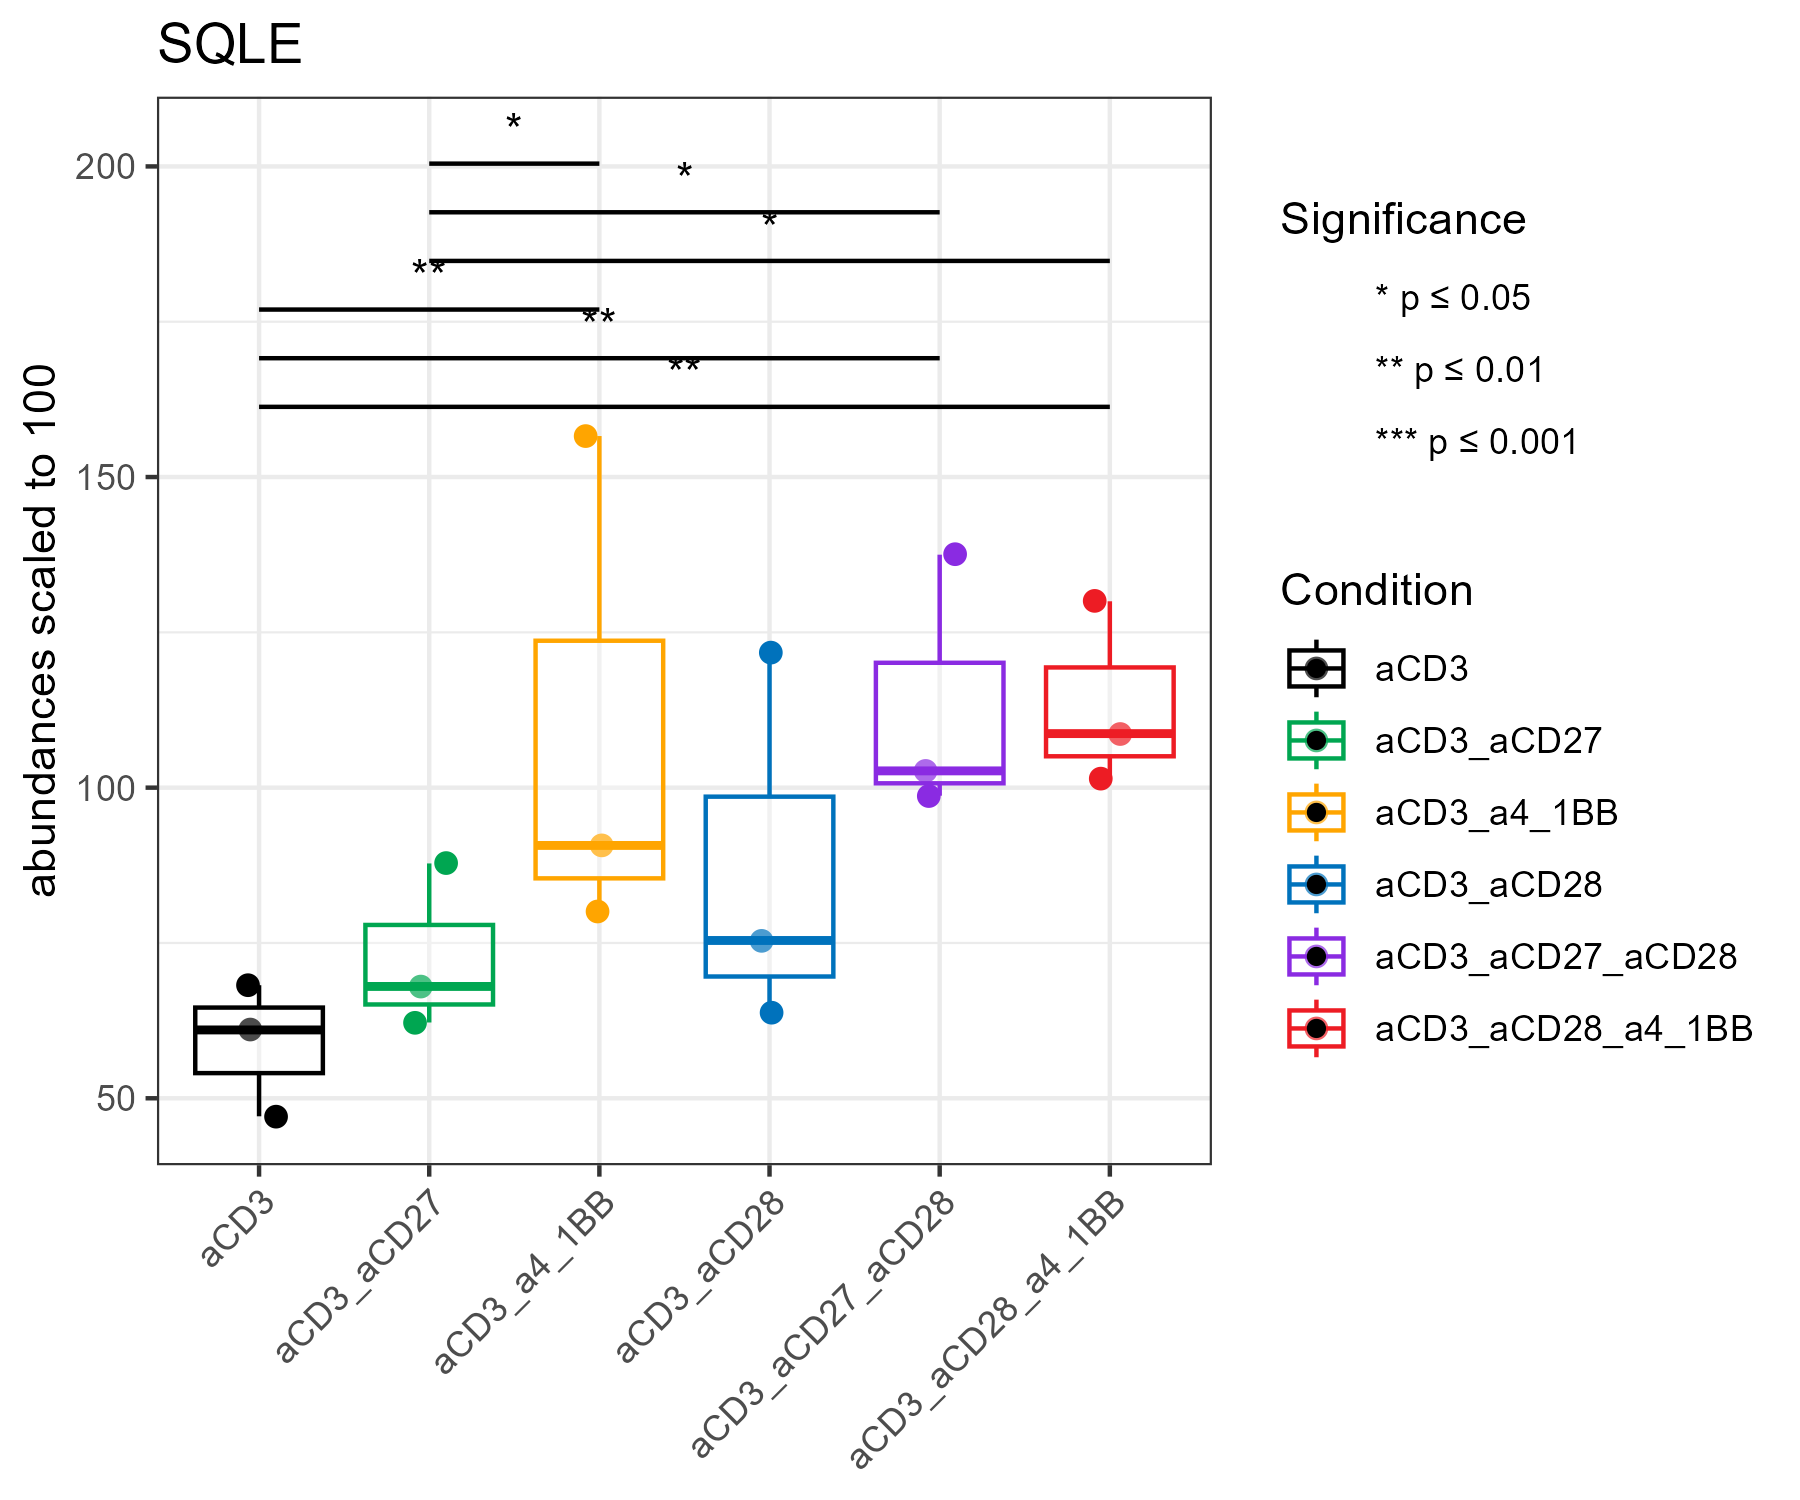 SQLE
abundances scaled to 100
200
150
100
50
*
*
*
**
**
**
aCD3
aCD3_aCD27
aCD3_a4_1BB
aCD3_aCD28
aCD3_aCD27_aCD28
aCD3_aCD28_a4_1BB
Significance
* p ≤ 0.05
** p ≤ 0.01
*** p ≤ 0.001
Condition
aCD3
aCD3_aCD27
aCD3_a4_1BB
aCD3_aCD28
aCD3_aCD27_aCD28
aCD3_aCD28_a4_1BB